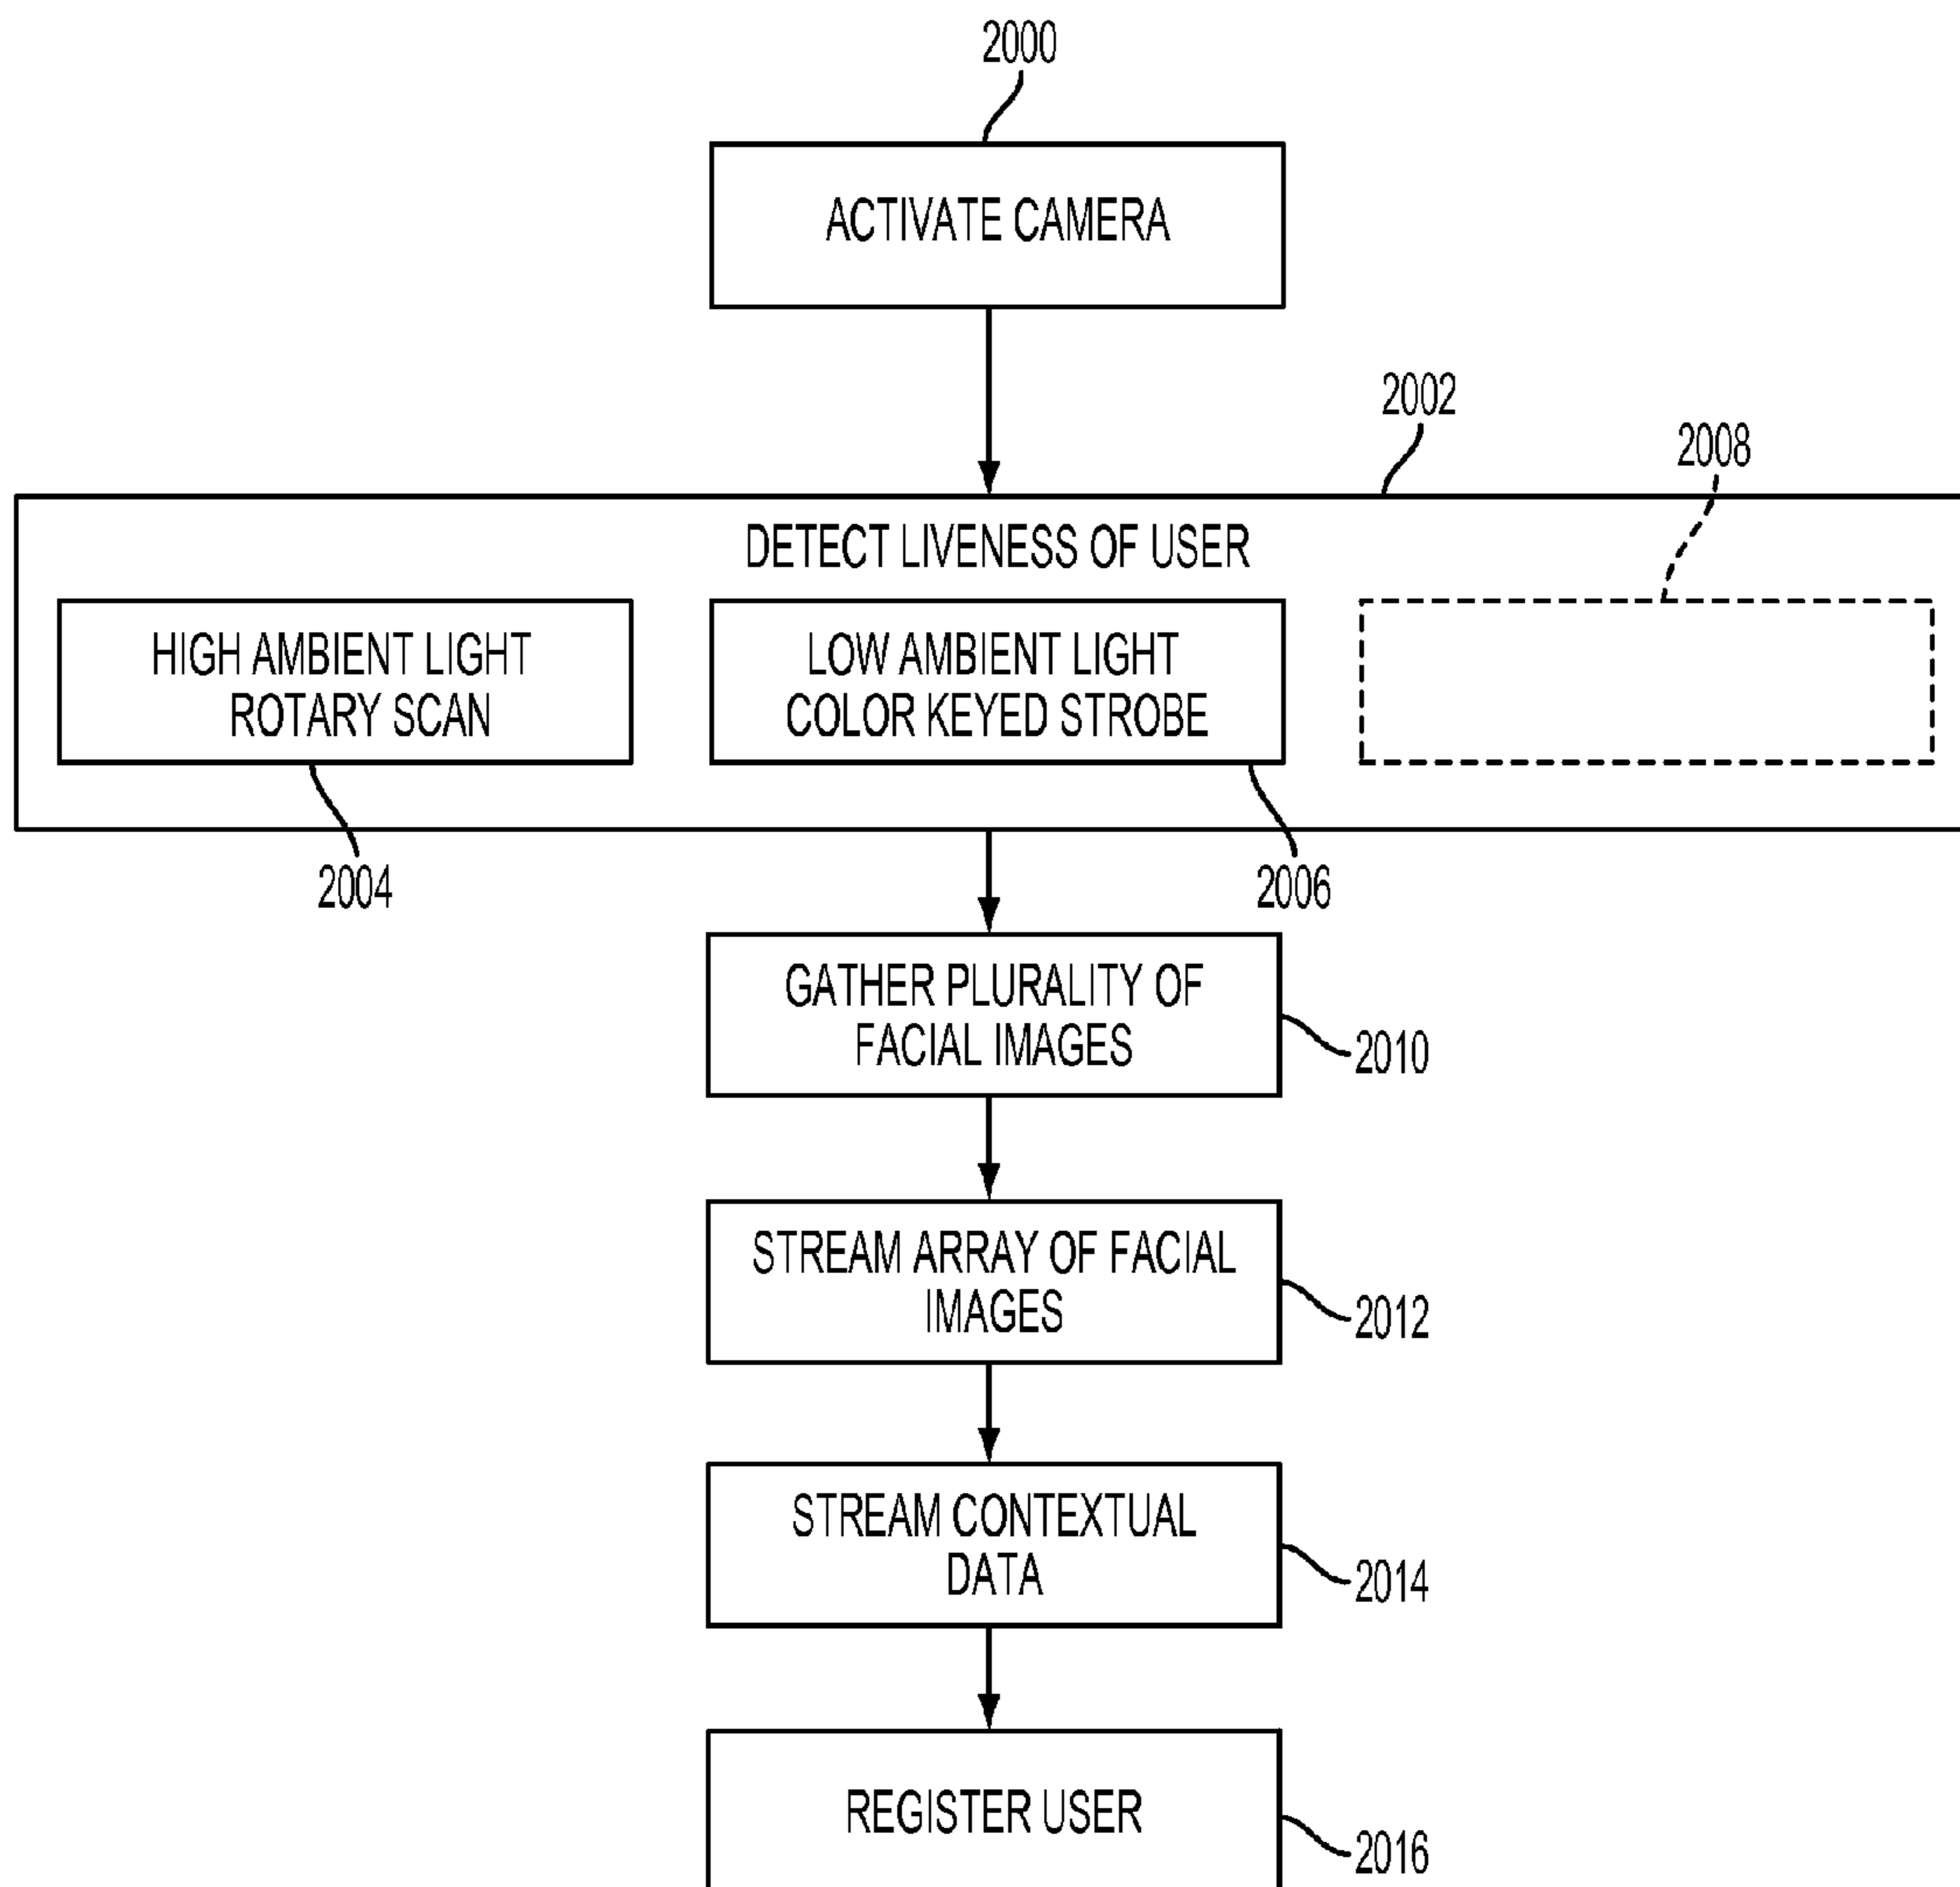 2000
ACTIVATE CAMERA
2002
2008
DETECT LIVENESS OF USER
HIGH AMBIENT LIGHT
ROTARY SCAN
LOW AMBIENT LIGHT
COLOR KEYED STROBE
2004
2006
GATHER PLURALITY OF
FACIAL IMAGES
2010
STREAM ARRAY OF FACIAL
IMAGES
2012
STREAM CONTEXTUAL
DATA
2014
REGISTER USER
2016